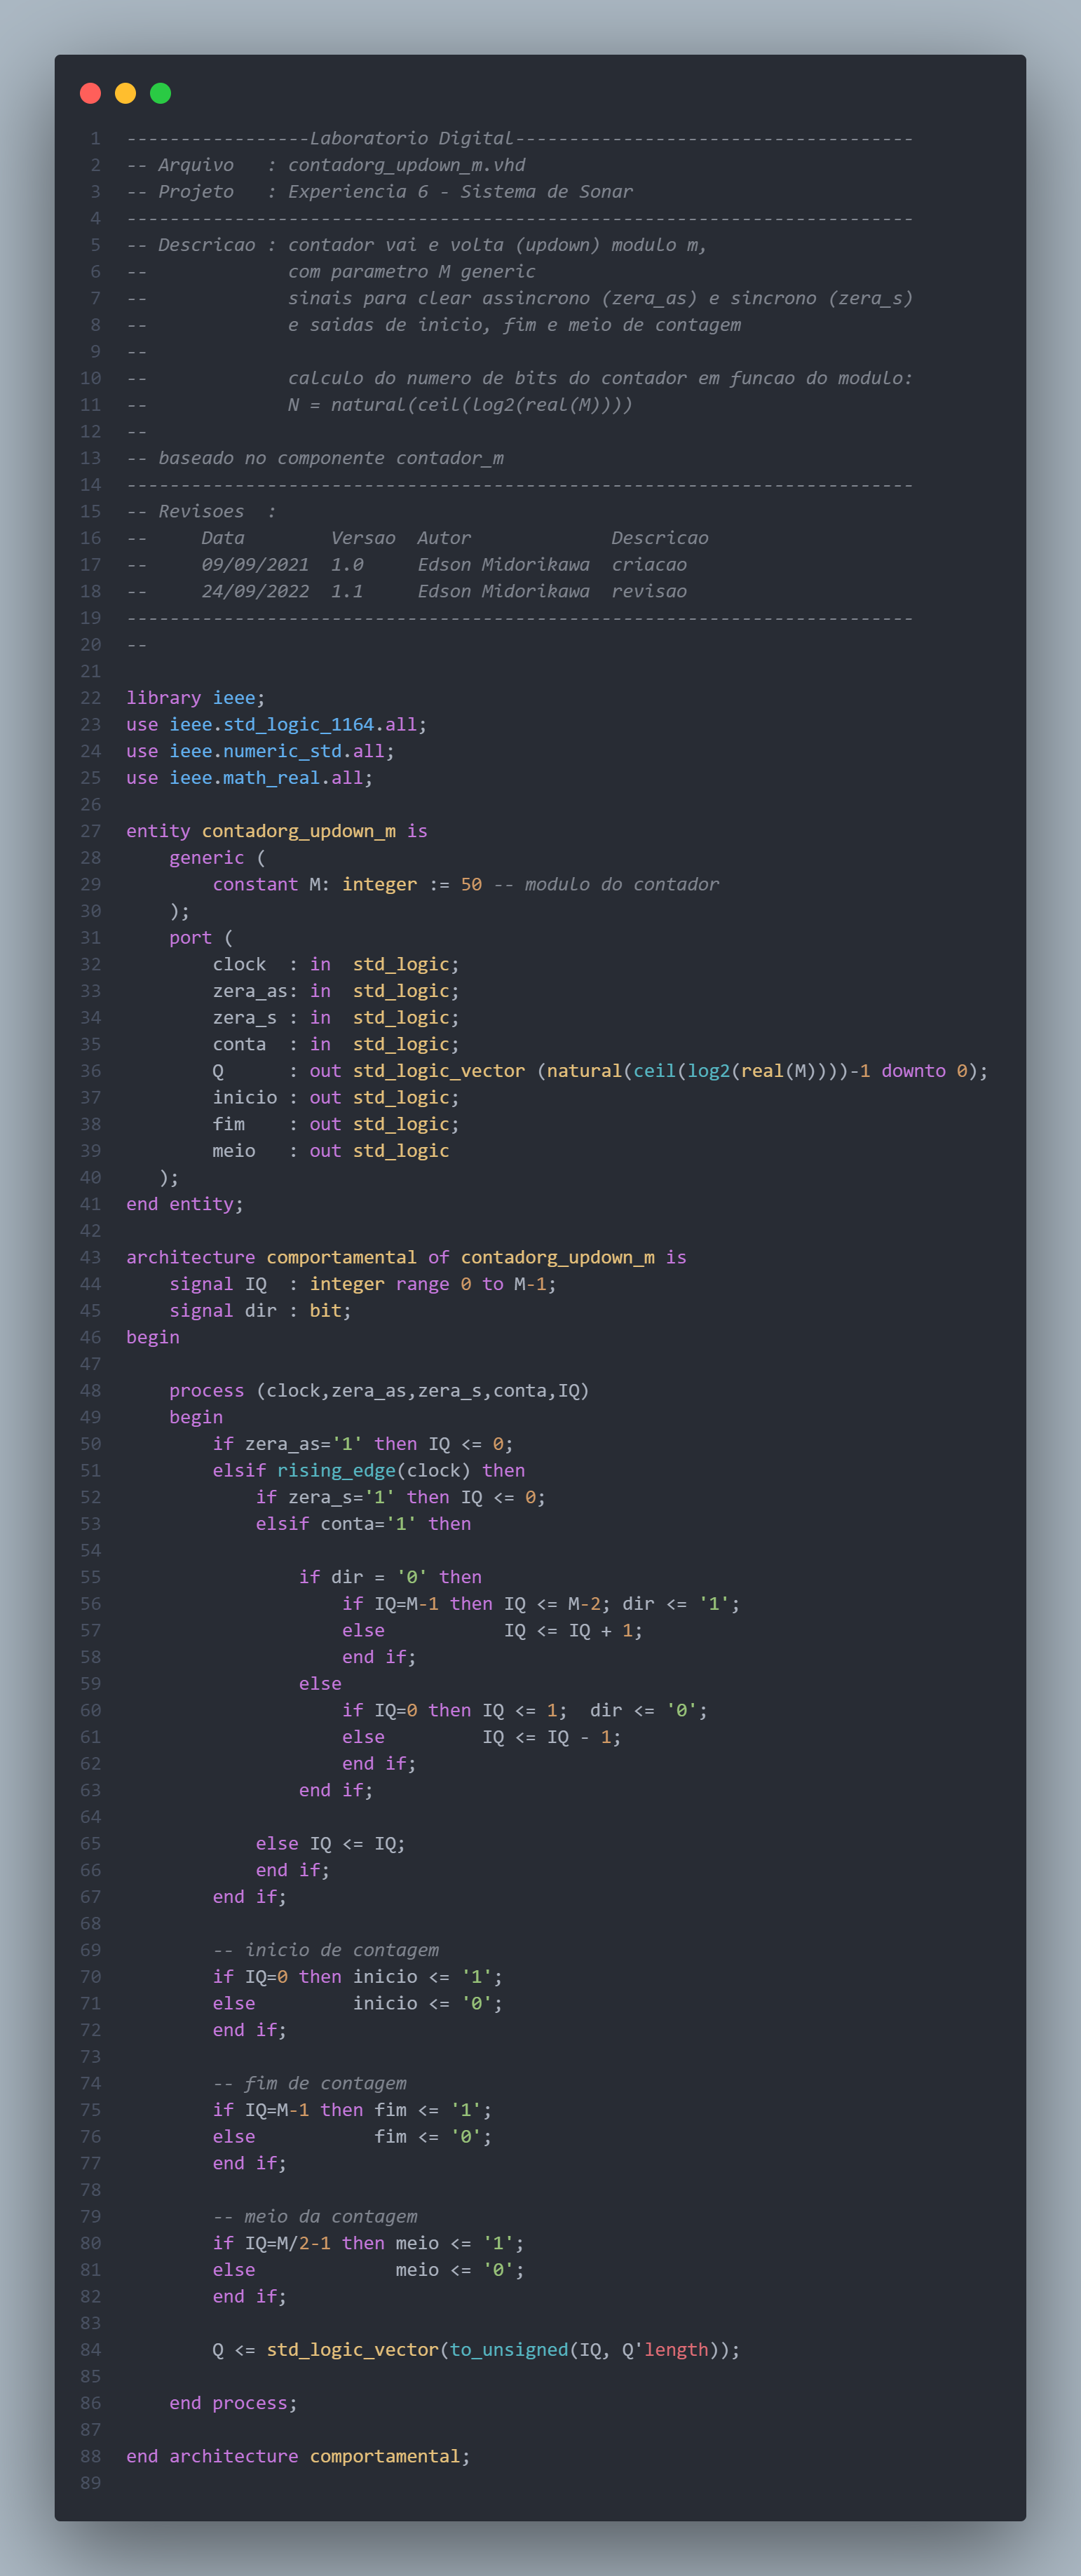 1 -----------------Laboratorio Digital-------------------------------------
2 -- Arquivo   : contadorg_updown_m.vhd
3 -- Projeto   : Experiencia 6 - Sistema de Sonar
4 -------------------------------------------------------------------------
5 -- Descricao : contador vai e volta (updown) modulo m,
6 --             com parametro M generic
7 --             sinais para clear assincrono (zera_as) e sincrono (zera_s)
8 --             e saidas de inicio, fim e meio de contagem
9 --
10 --             calculo do numero de bits do contador em funcao do modulo:
11 --             N = natural(ceil(log2(real(M))))
12 --
13 -- baseado no componente contador_m
14 -------------------------------------------------------------------------
15 -- Revisoes  :
16 --     Data        Versao  Autor             Descricao
17 --     09/09/2021  1.0     Edson Midorikawa  criacao
18 --     24/09/2022  1.1     Edson Midorikawa  revisao
19 -------------------------------------------------------------------------
20 --
21
22 library ieee;
23 use ieee.std_logic_1164.all;
24 use ieee.numeric_std.all;
25 use ieee.math_real.all;
26
27 entity contadorg_updown_m is
28     generic (
29         constant M: integer := 50 -- modulo do contador
30     );
31     port (
32         clock  : in  std_logic;
33         zera_as: in  std_logic;
34         zera_s : in  std_logic;
35         conta  : in  std_logic;
36         Q      : out std_logic_vector (natural(ceil(log2(real(M))))-1 downto 0);
37         inicio : out std_logic;
38         fim    : out std_logic;
39         meio   : out std_logic
40    );
41 end entity;
42
43 architecture comportamental of contadorg_updown_m is
44     signal IQ  : integer range 0 to M-1;
45     signal dir : bit;
46 begin
47
48     process (clock,zera_as,zera_s,conta,IQ)
49     begin
50         if zera_as='1' then IQ <= 0;
51         elsif rising_edge(clock) then
52             if zera_s='1' then IQ <= 0;
53             elsif conta='1' then
54
55                 if dir = '0' then
56                     if IQ=M-1 then IQ <= M-2; dir <= '1';
57                     else           IQ <= IQ + 1;
58                     end if;
59                 else
60                     if IQ=0 then IQ <= 1;  dir <= '0';
61                     else         IQ <= IQ - 1;
62                     end if;
63                 end if;
64
65             else IQ <= IQ;
66             end if;
67         end if;
68
69         -- inicio de contagem
70         if IQ=0 then inicio <= '1';
71         else         inicio <= '0';
72         end if;
73
74         -- fim de contagem
75         if IQ=M-1 then fim <= '1';
76         else           fim <= '0';
77         end if;
78
79         -- meio da contagem
80         if IQ=M/2-1 then meio <= '1';
81         else             meio <= '0';
82         end if;
83
84         Q <= std_logic_vector(to_unsigned(IQ, Q'length));
85
86     end process;
87
88 end architecture comportamental;
89